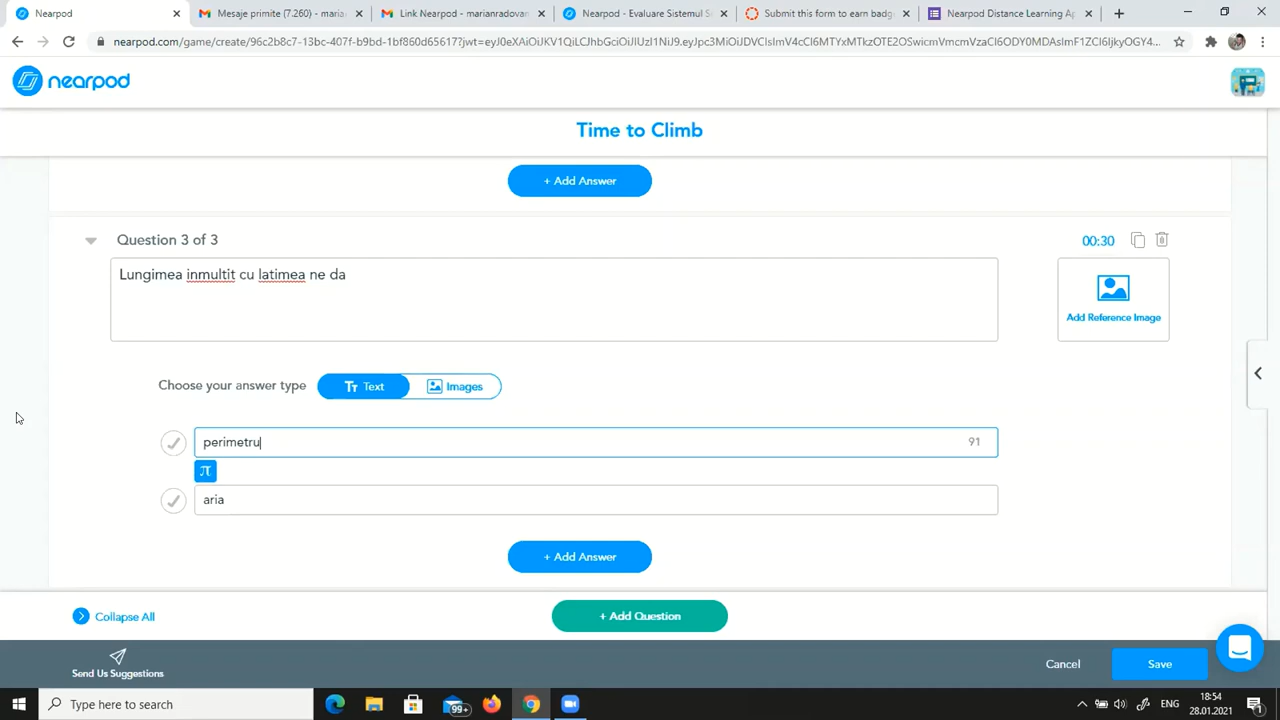 Nearpod
Mesaje primite (7.260) - maria
Link Nearpod - marianradovan
Nearpod - Evaluare Sistemul S
Submit this form to earn badg
Nearpod Distance Learning Ap
nearpod.com/game/create/96c2b8c7-13bc-407f-b9bd-1bf860d65617?jwt=eyJ0eXAiOiJKV1QiLCJhbGciOiJIUzI1NiJ9.eyJpc3MiOiJDVCIsImV4cCI6MTYxMTkzOTE2OSwicmVmcmVzaCI6ODY0MDAsImF1ZCI6IjkyOGY4...
nearpod
Time to Climb
+ Add Answer
Question 3 of 3
00:30
Lungimea inmultit cu latimea ne da
Add Reference Image
Choose your answer type
Tт Text
Images
perimetru
91
π
aria
+ Add Answer
Collapse All
+ Add Question
Send Us Suggestions
Cancel
Save
Type here to search
99+
ENG
18:54
28.01.2021
1